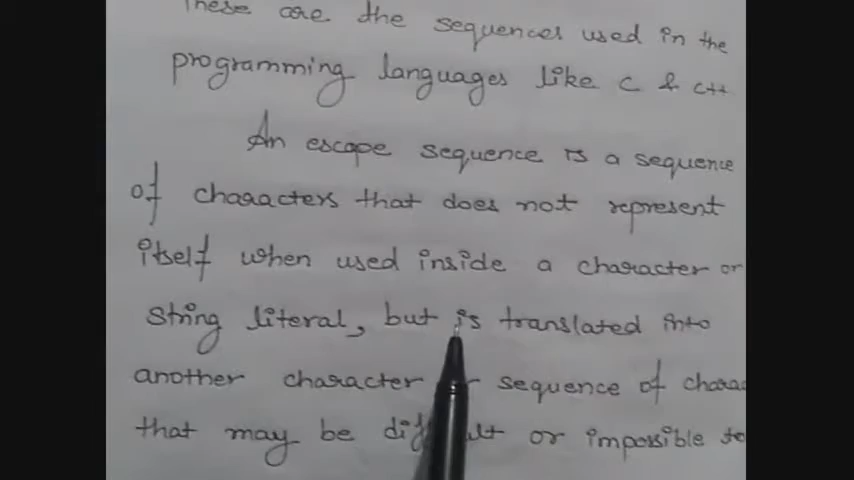 These are the sequences used in the
programming languages like C & C++
An escape sequence is a sequence
of characters that does not represent
itself when used inside a character or
string literal, but is translated into
another character sequence of charac
that may be or impossible to